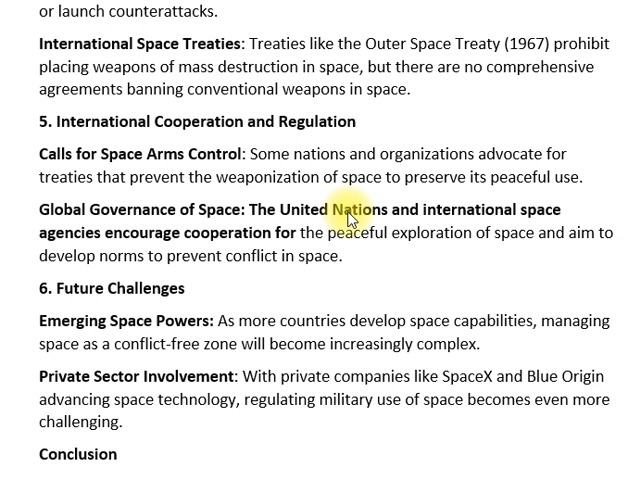 or launch counterattacks.
International Space Treaties: Treaties like the Outer Space Treaty (1967) prohibit
placing weapons of mass destruction in space, but there are no comprehensive
agreements banning conventional weapons in space.
5. International Cooperation and Regulation
Calls for Space Arms Control: Some nations and organizations advocate for
treaties that prevent the weaponization of space to preserve its peaceful use.
Global Governance of Space: The United Nations and international space
agencies encourage cooperation for the peaceful exploration of space and aim to
develop norms to prevent conflict in space.
6. Future Challenges
Emerging Space Powers: As more countries develop space capabilities, managing
space as a conflict-free zone will become increasingly complex.
Private Sector Involvement: With private companies like SpaceX and Blue Origin
advancing space technology, regulating military use of space becomes even more
challenging.
Conclusion